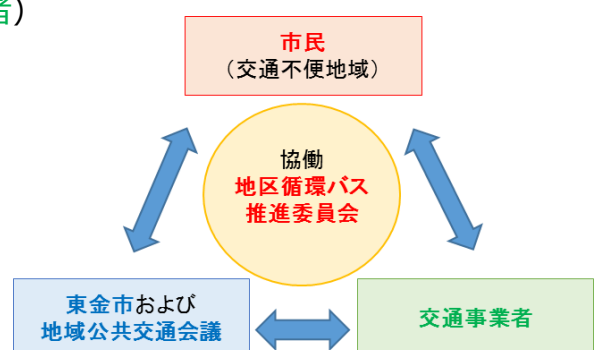 者）
市民
（交通不便地域）
協働
地区循環バス
推進委員会
東金市および
地域公共交通会議
交通事業者